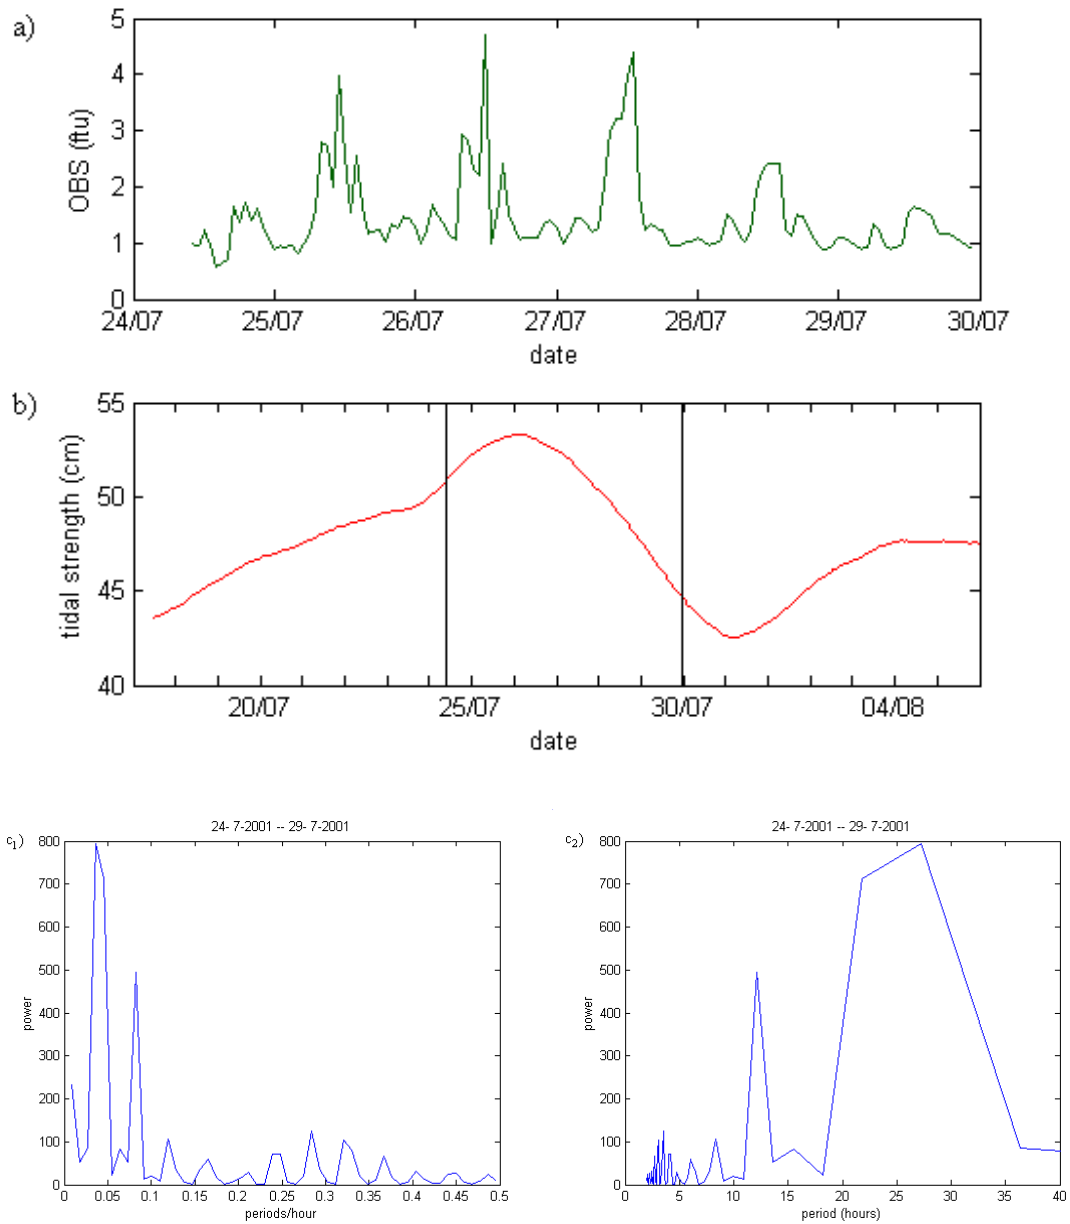 a)
5
4
3
2
1
0
OBS (ftu)
24/07 25/07 26/07 27/07 28/07 29/07 30/07
date
b)
55
50
45
40
tidal strength (cm)
20/07 25/07 30/07 04/08
date
c1)
24- 7-2001 -- 29- 7-2001
800
700
600
500
400
300
200
100
0
power
0 0.05 0.1 0.15 0.2 0.25 0.3 0.35 0.4 0.45 0.5
periods/hour
c2)
24- 7-2001 -- 29- 7-2001
800
700
600
500
400
300
200
100
0
power
0 5 10 15 20 25 30 35 40
period (hours)